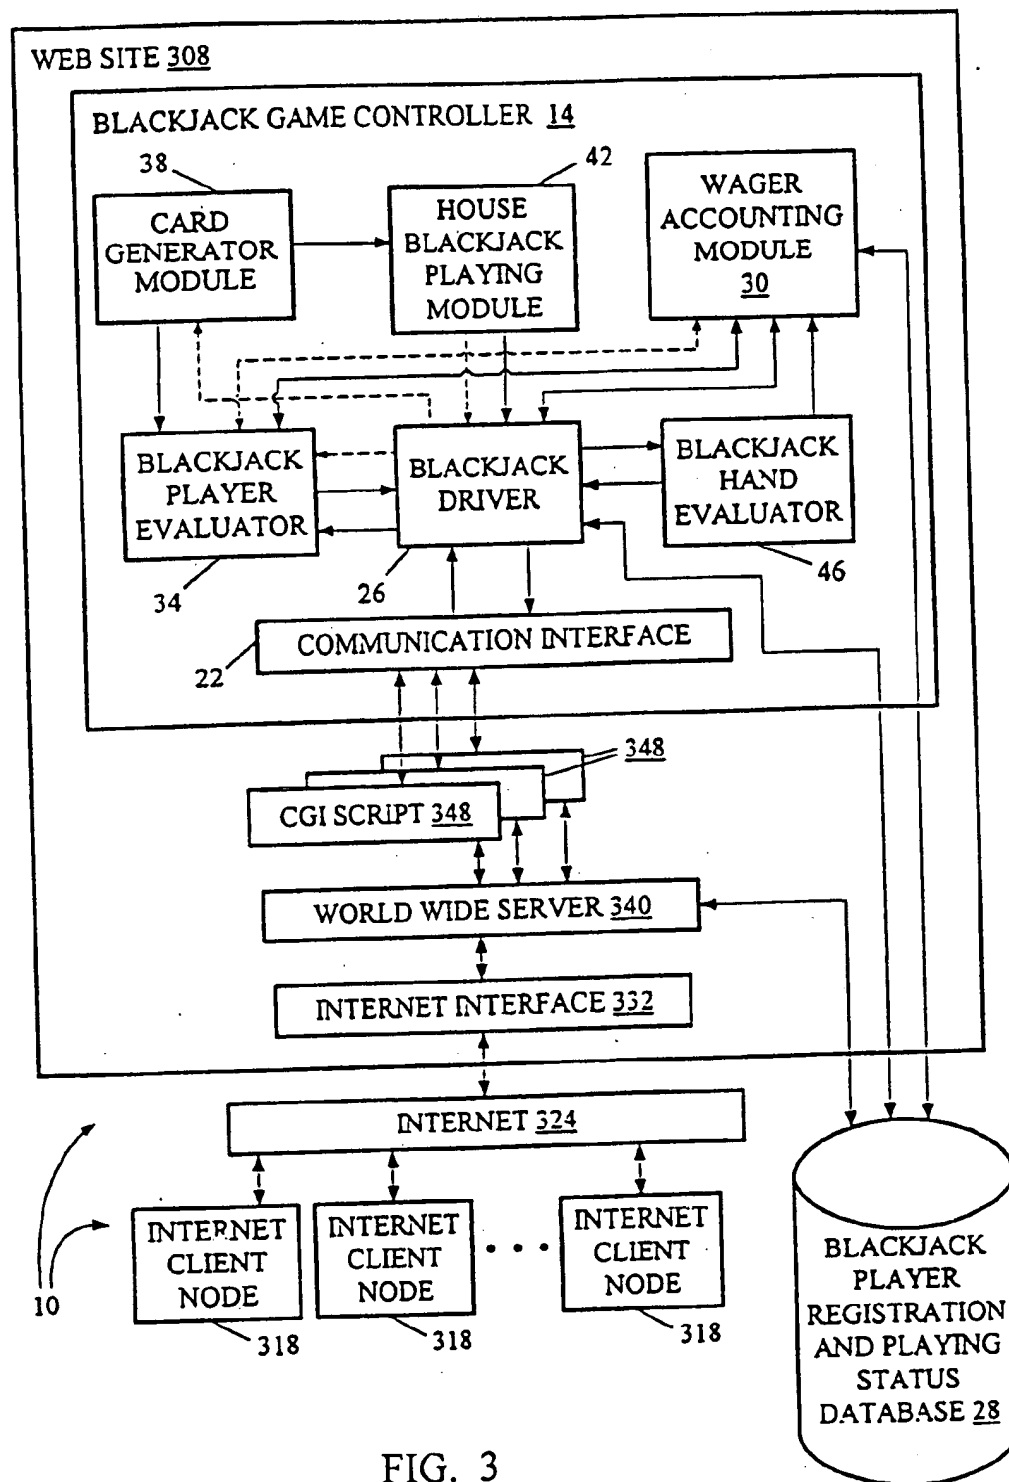 WEB SITE 308
BLACKJACK GAME CONTROLLER 14
38
CARD
GENERATOR
MODULE
42
HOUSE
BLACKJACK
PLAYING
MODULE
WAGER
ACCOUNTING
MODULE
30
BLACKJACK
PLAYER
EVALUATOR
34
BLACKJACK
DRIVER
26
BLACKJACK
HAND
EVALUATOR
46
COMMUNICATION INTERFACE
22
348
CGI SCRIPT 348
WORLD WIDE SERVER 340
INTERNET INTERFACE 332
INTERNET 324
INTERNET
CLIENT
NODE
318
INTERNET
CLIENT
NODE
318
• • •
INTERNET
CLIENT
NODE
318
10
BLACKJACK
PLAYER
REGISTRATION
AND PLAYING
STATUS
DATABASE 28
FIG. 3